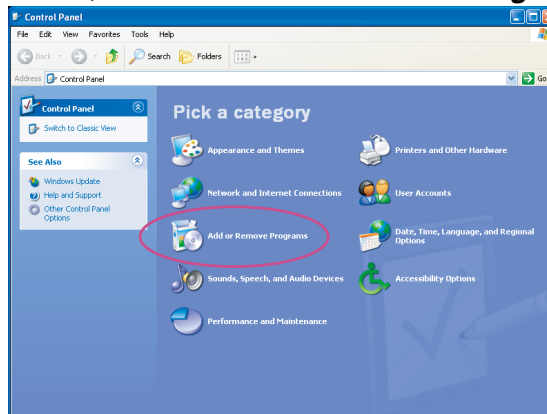 Control Panel
File Edit View Favorites Tools Help
Back Search Folders
Address Control Panel Go
Control Panel
Switch to Classic View
See Also
Windows Update
Help and Support
Other Control Panel
Options
Pick a category
Appearance and Themes
Printers and Other Hardware
Network and Internet Connections
User Accounts
Add or Remove Programs
Date, Time, Language, and Regional
Options
Sounds, Speech, and Audio Devices
Accessibility Options
Performance and Maintenance